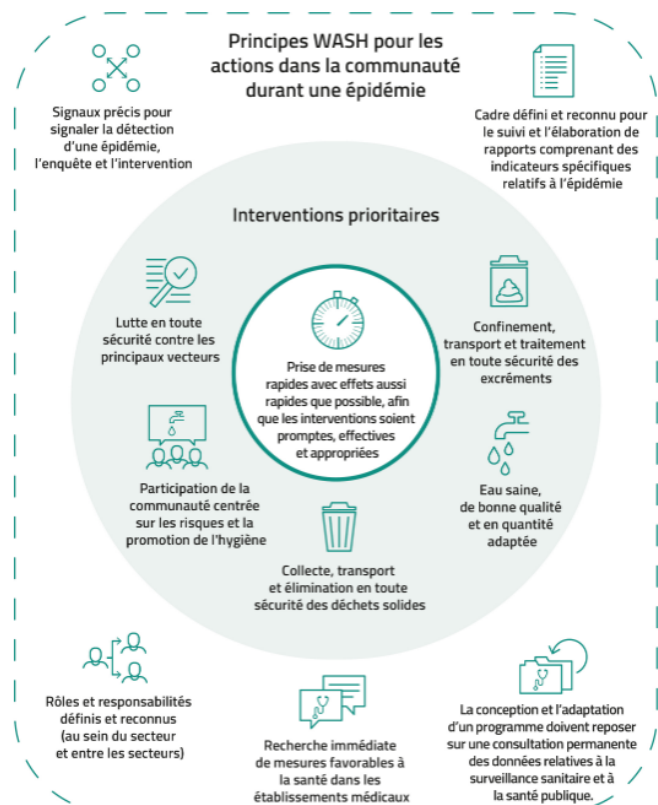 Principes WASH pour les
actions dans la communauté
durant une épidémie
Signaux précis pour
signaler la détection
d'une épidémie,
l'enquête et l'intervention
Cadre défini et reconnu pour
le suivi et l'élaboration de
rapports comprenant des
indicateurs spécifiques
relatifs à l'épidémie
Interventions prioritaires
Lutte en toute
sécurité contre les
principaux vecteurs
Prise de mesures
rapides avec effets aussi
rapides que possible, afin
que les interventions soient
promptes, effectives
et appropriées
Confinement,
transport et traitement
en toute sécurité des
excréments
Participation de la
communauté centrée
sur les risques et la
promotion de l'hygiène
Eau saine,
de bonne qualité
et en quantité
adaptée
Collecte, transport
et élimination en toute
sécurité des déchets solides
Rôles et responsabilités
définis et reconnus
(au sein du secteur
et entre les secteurs)
Recherche immédiate
de mesures favorables à
la santé dans les
établissements médicaux
La conception et l'adaptation
d'un programme doivent reposer
sur une consultation permanente
des données relatives à la
surveillance sanitaire et à
la santé publique.